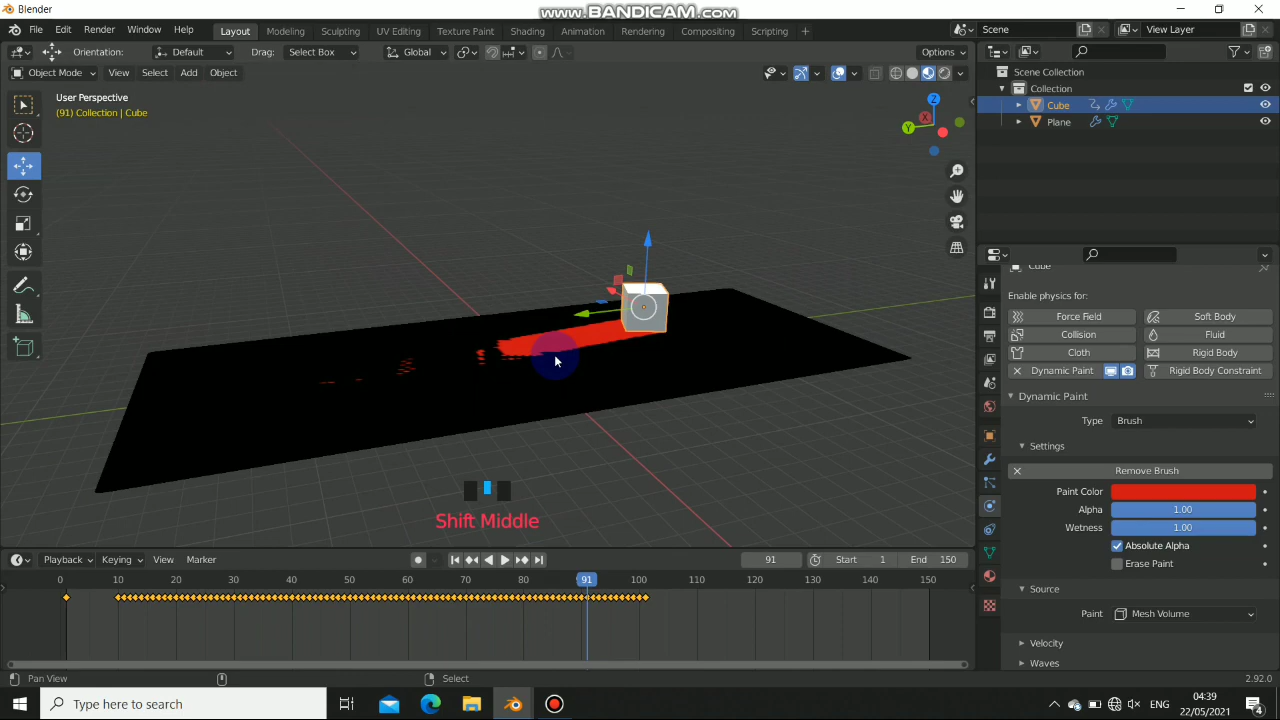 Blender
www.BANDICAM.com
File Edit Render Window Help Layout Modeling Sculpting UV Editing Texture Paint Shading Animation Rendering Compositing Scripting + Scene View Layer
Orientation: Default Drag: Select Box Global Options
Object Mode View Select Add Object
User Perspective
(91) Collection | Cube
Z
Y
X
Shift Middle
Scene Collection
Collection
Cube
Plane
Cube
Enable physics for:
Force Field Soft Body
Collision Fluid
Cloth Rigid Body
Dynamic Paint Rigid Body Constraint
Dynamic Paint
Type Brush
Settings
Remove Brush
Paint Color
Alpha 1.00
Wetness 1.00
Absolute Alpha
Erase Paint
Source
Paint Mesh Volume
Velocity
Waves
Playback Keying View Marker 91 Start 1 End 150
0 10 20 30 40 50 60 70 80 91 100 110 120 130 140 150
Pan View Select 2.92.0
Type here to search ENG 04:39
22/05/2021 4